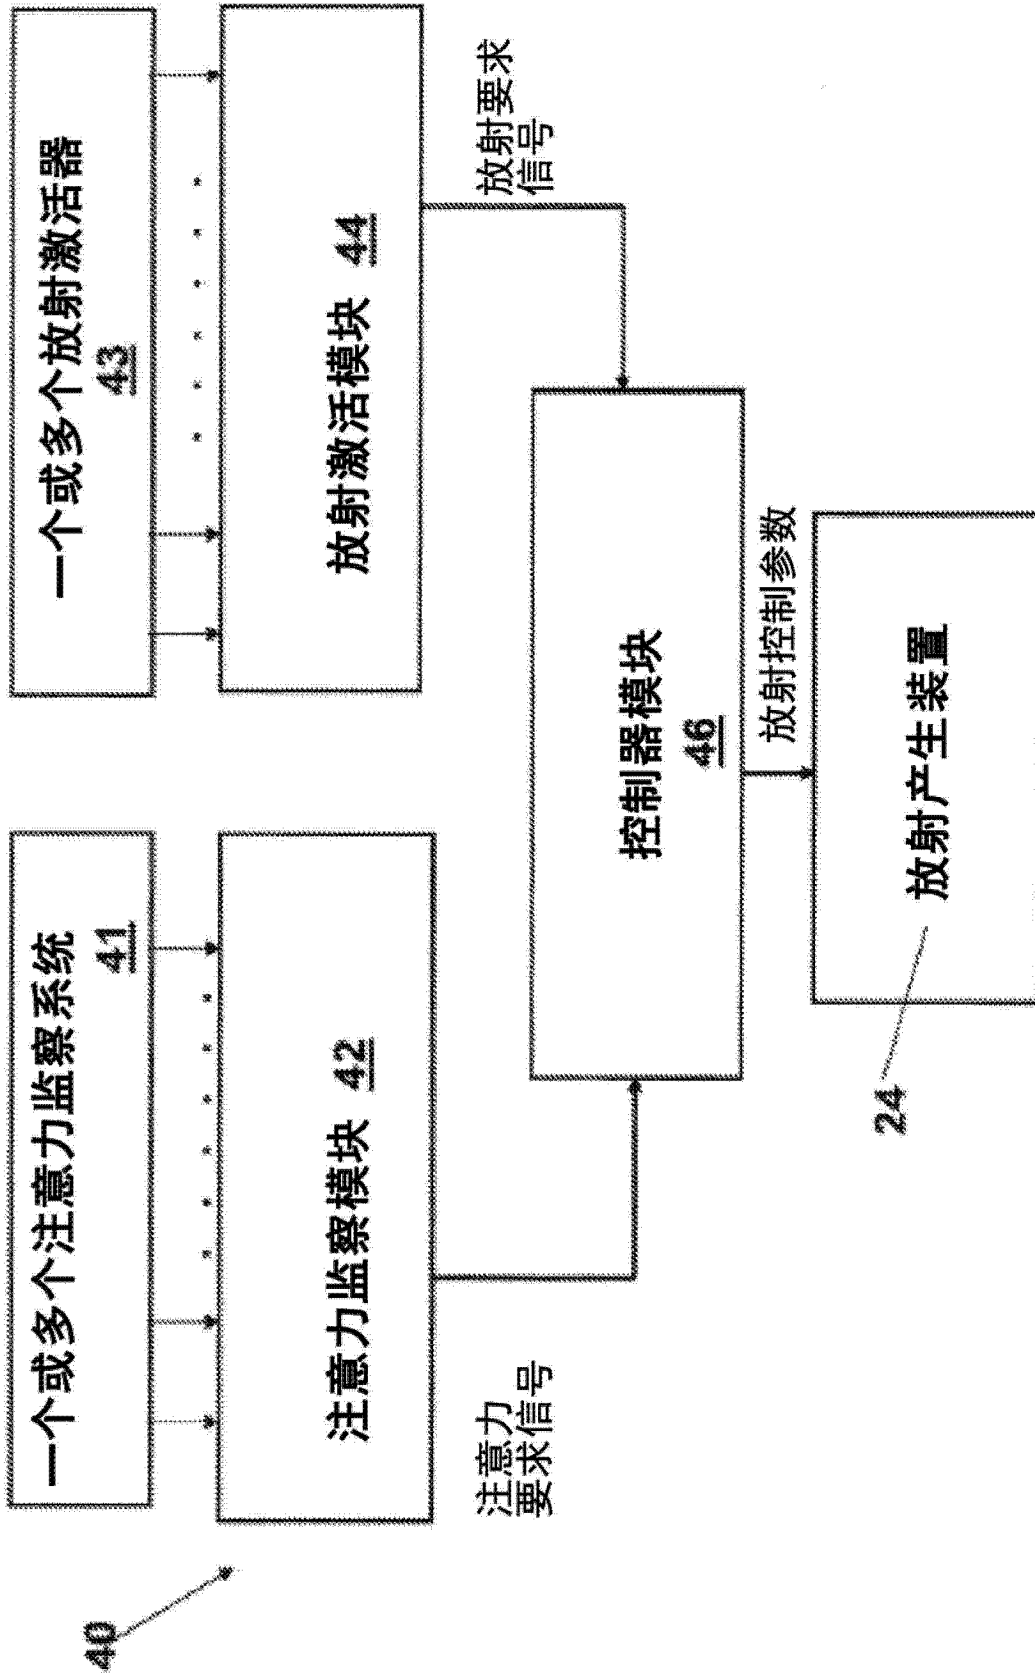 40
一个或多个注意力监察系统
41
一个或多个放射激活器
43
注意力监察模块 42
放射激活模块 44
注意力
要求信号
放射要求
信号
控制器模块
46
放射控制参数
24
放射产生装置